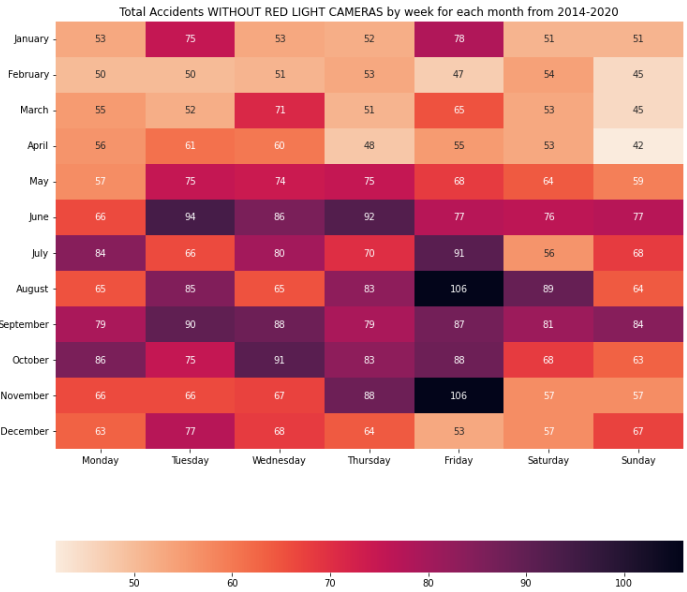 Total Accidents WITHOUT RED LIGHT CAMERAS by week for each month from 2014-2020
January 53 75 53 52 78 51 51
February 50 50 51 53 47 54 45
March 55 52 71 51 65 53 45
April 56 61 60 48 55 53 42
May 57 75 74 75 68 64 59
June 66 94 86 92 77 76 77
July 84 66 80 70 91 56 68
August 65 85 65 83 106 89 64
September 79 90 88 79 87 81 84
October 86 75 91 83 88 68 63
November 66 66 67 88 106 57 57
December 63 77 68 64 53 57 67
Monday Tuesday Wednesday Thursday Friday Saturday Sunday
50 60 70 80 90 100